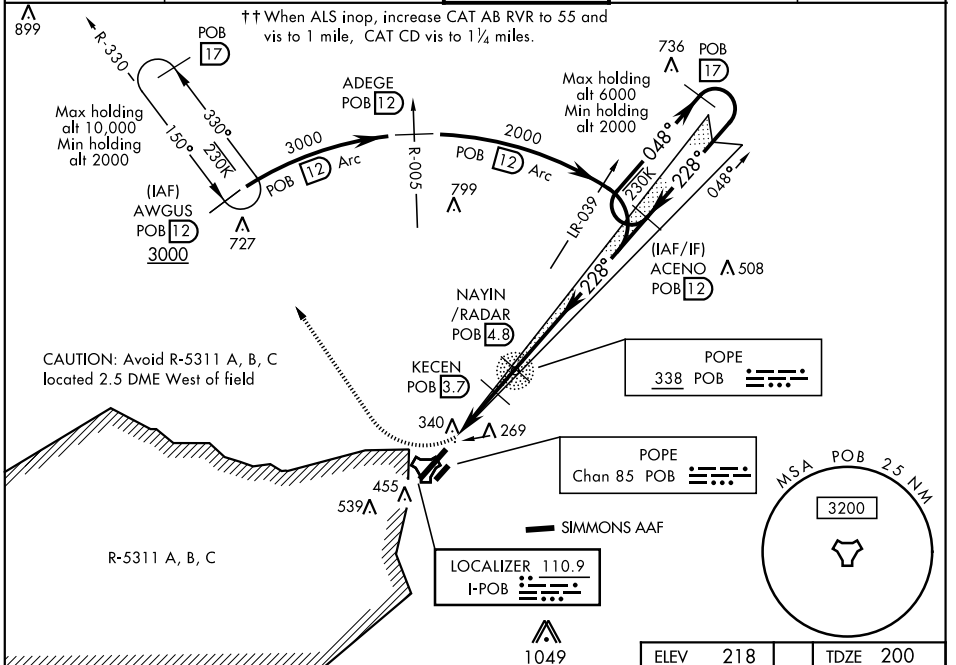 †† When ALS inop, increase CAT AB RVR to 55 and
vis to 1 mile, CAT CD vis to 1¼ miles.
899
R-330
POB
17
Max holding
alt 10,000
Min holding
alt 2000
330°
150°
230K
(IAF)
AWGUS
POB 12
3000
727
3000
POB 12 Arc
ADEGE
POB 12
R-005
2000
POB 12 Arc
799
736
POB
17
Max holding
alt 6000
Min holding
alt 2000
048°
230K
228°
048°
LR-039
228°
(IAF/IF)
ACENO
POB 12
508
NAYIN
/RADAR
POB 4.8
KECEN
POB 3.7
CAUTION: Avoid R-5311 A, B, C
located 2.5 DME West of field
POPE
338 POB
340
269
POPE
Chan 85 POB
455
539
SIMMONS AAF
R-5311 A, B, C
LOCALIZER 110.9
I-POB
MSA POB 25 NM
3200
1049
ELEV 218
TDZE 200